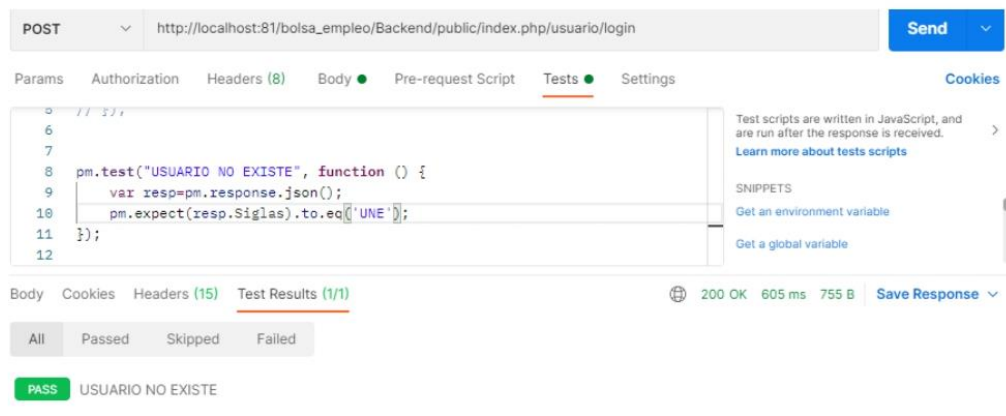 POST http://localhost:81/bolsa_empleo/Backend/public/index.php/usuario/login Send
Params Authorization Headers (8) Body Pre-request Script Tests Settings Cookies
5 // });
6
7
8 pm.test("USUARIO NO EXISTE", function () {
9 var resp=pm.response.json();
10 pm.expect(resp.Siglas).to.eq('UNE');
11 });
12
Test scripts are written in JavaScript, and
are run after the response is received.
Learn more about tests scripts
SNIPPETS
Get an environment variable
Get a global variable
Body Cookies Headers (15) Test Results (1/1) 200 OK 605 ms 755 B Save Response
All Passed Skipped Failed
PASS USUARIO NO EXISTE